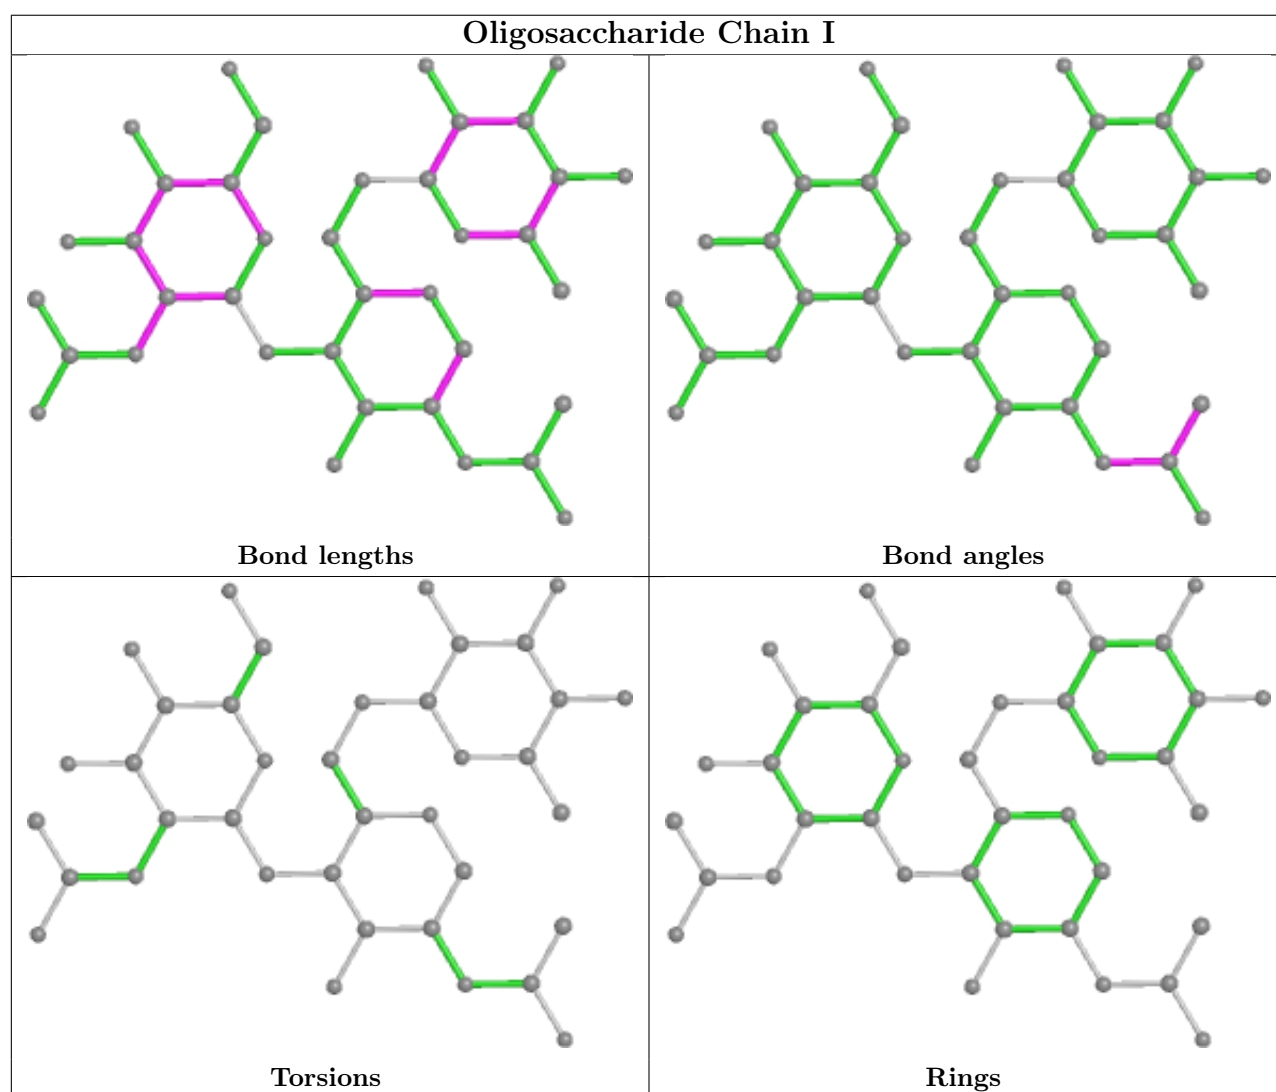 Oligosaccharide Chain I
Bond lengths
Bond angles
Torsions
Rings